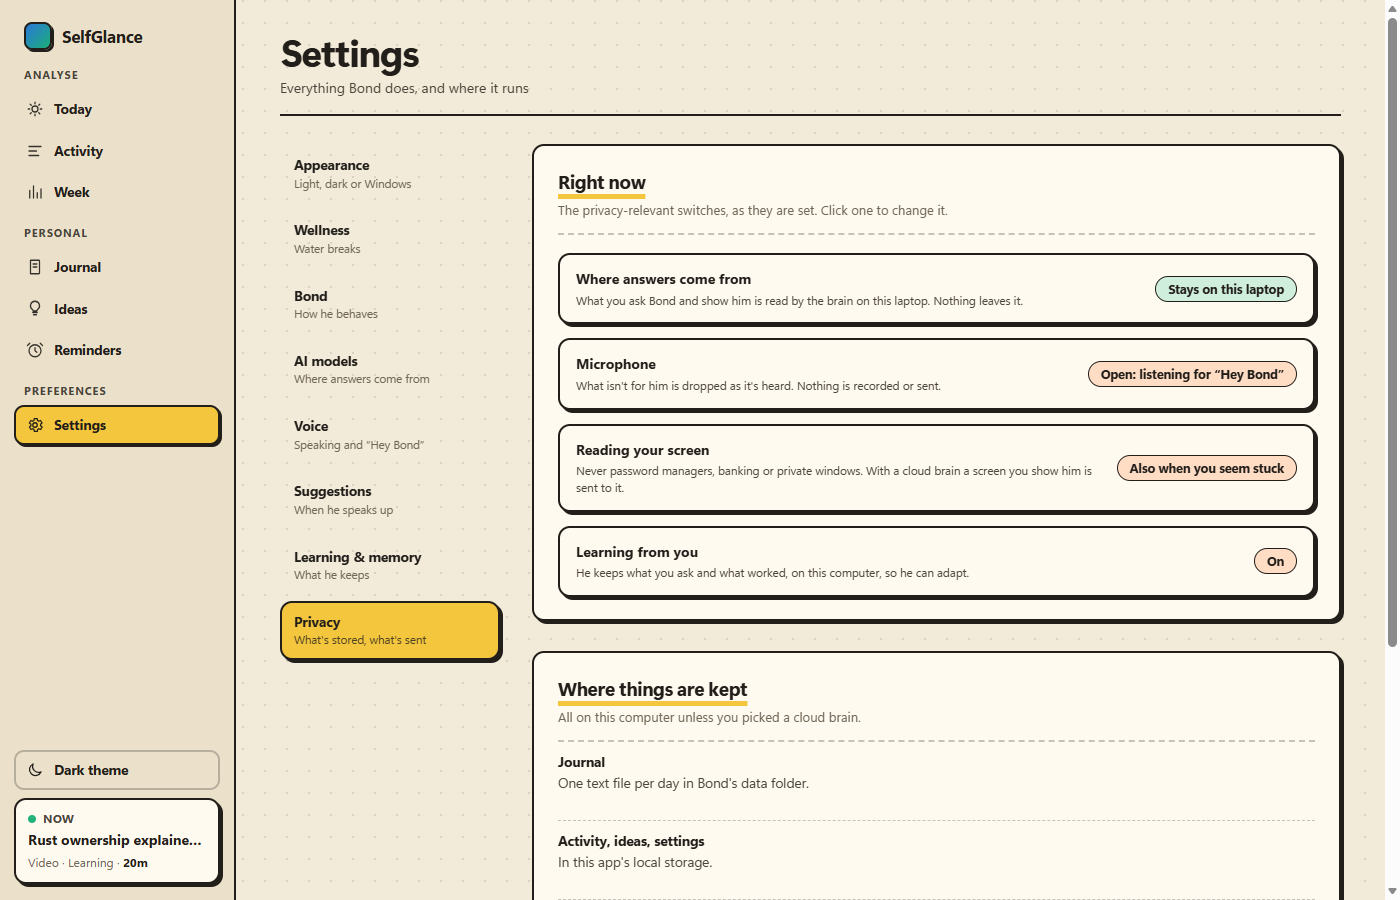 SelfGlance
ANALYSE
Today
Activity
Week
PERSONAL
Journal
Ideas
Reminders
PREFERENCES
Settings
Dark theme
NOW
Rust ownership explaine...
Video · Learning · 20m
Settings
Everything Bond does, and where it runs
Appearance
Light, dark or Windows
Wellness
Water breaks
Bond
How he behaves
AI models
Where answers come from
Voice
Speaking and “Hey Bond”
Suggestions
When he speaks up
Learning & memory
What he keeps
Privacy
What's stored, what's sent
Right now
The privacy-relevant switches, as they are set. Click one to change it.
Where answers come from
What you ask Bond and show him is read by the brain on this laptop. Nothing leaves it.
Stays on this laptop
Microphone
What isn't for him is dropped as it's heard. Nothing is recorded or sent.
Open: listening for “Hey Bond”
Reading your screen
Never password managers, banking or private windows. With a cloud brain a screen you show him is
sent to it.
Also when you seem stuck
Learning from you
He keeps what you ask and what worked, on this computer, so he can adapt.
On
Where things are kept
All on this computer unless you picked a cloud brain.
Journal
One text file per day in Bond's data folder.
Activity, ideas, settings
In this app's local storage.